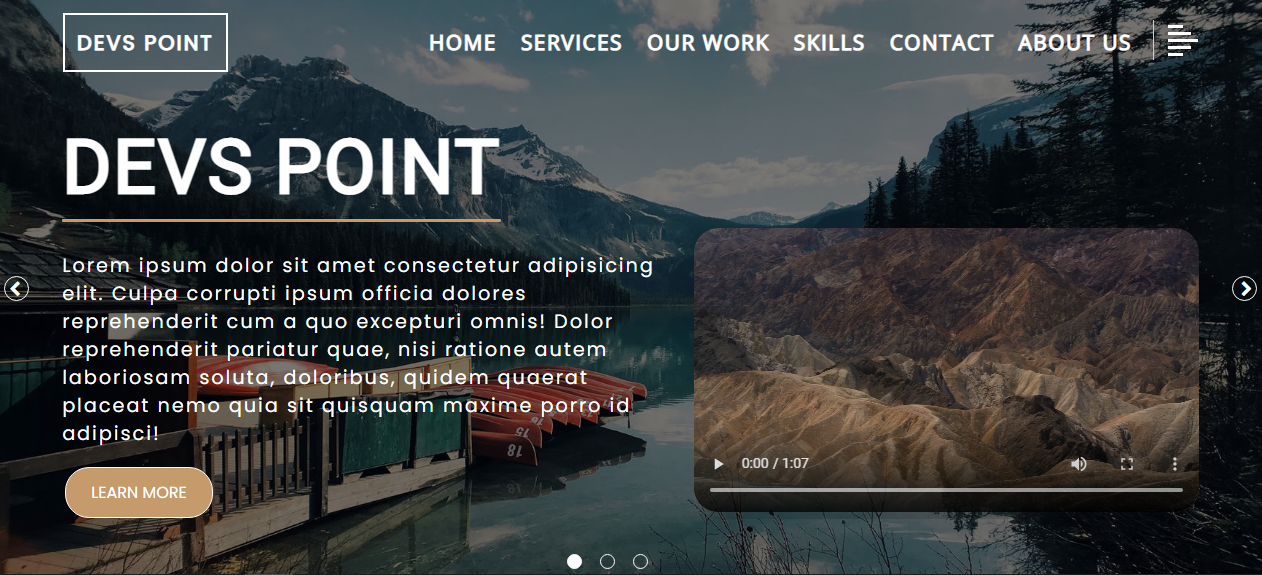 DEVS POINT
HOME SERVICES OUR WORK SKILLS CONTACT ABOUT US
DEVS POINT
Lorem ipsum dolor sit amet consectetur adipisicing
elit. Culpa corrupti ipsum officia dolores
reprehenderit cum a quo excepturi omnis! Dolor
reprehenderit pariatur quae, nisi ratione autem
laboriosam soluta, doloribus, quidem quaerat
placeat nemo quia sit quisquam maxime porro id
adipisci!
15
18
0:00 / 1:07
LEARN MORE